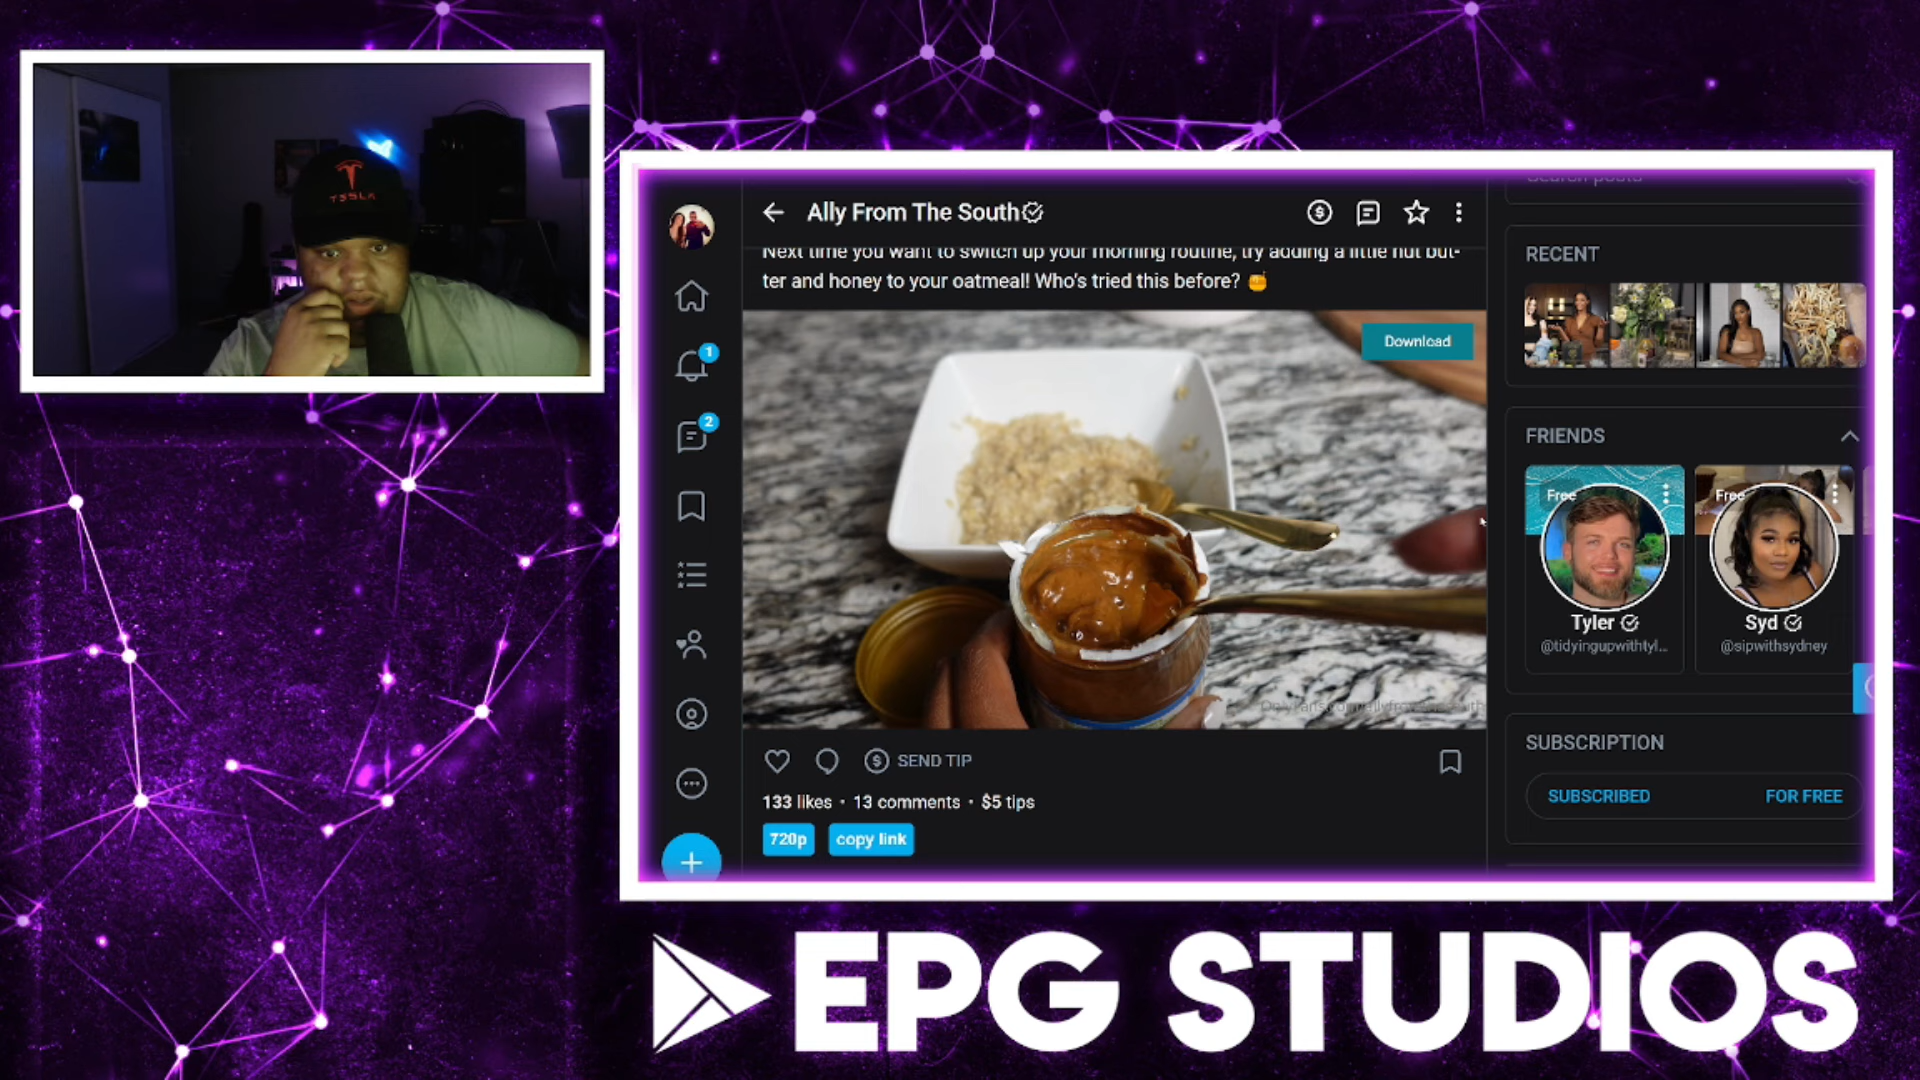 TESLA
Ally From The South
Next time you want to switch up your morning routine, try adding a little nut but-
ter and honey to your oatmeal! Who's tried this before?
Download
1
2
SEND TIP
133 likes • 13 comments • $5 tips
720p copy link
Search posts
RECENT
FRIENDS
Free
Tyler
@tidyingupwithtyl...
Free
Syd
@sipwithsydney
SUBSCRIPTION
SUBSCRIBED FOR FREE
EPG STUDIOS